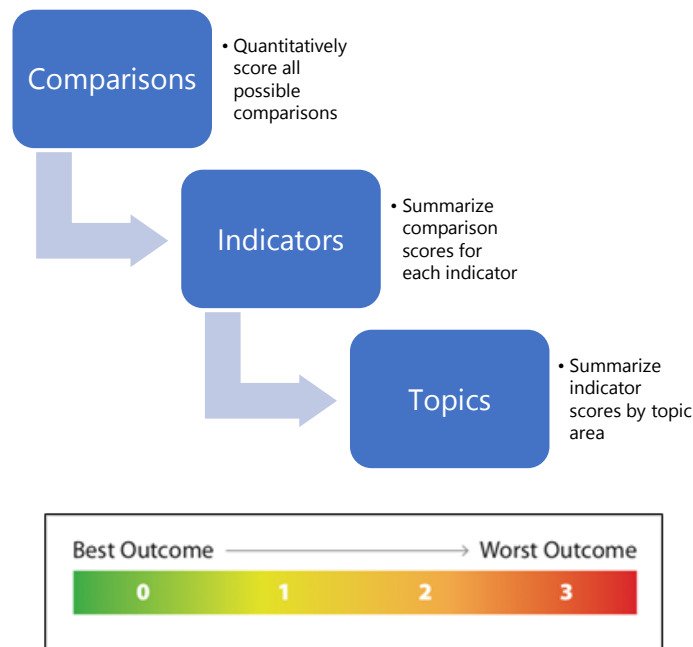 Comparisons
• Quantitatively
score all
possible
comparisons
Indicators
• Summarize
comparison
scores for
each indicator
Topics
• Summarize
indicator
scores by topic
area
Best Outcome Worst Outcome
0 1 2 3